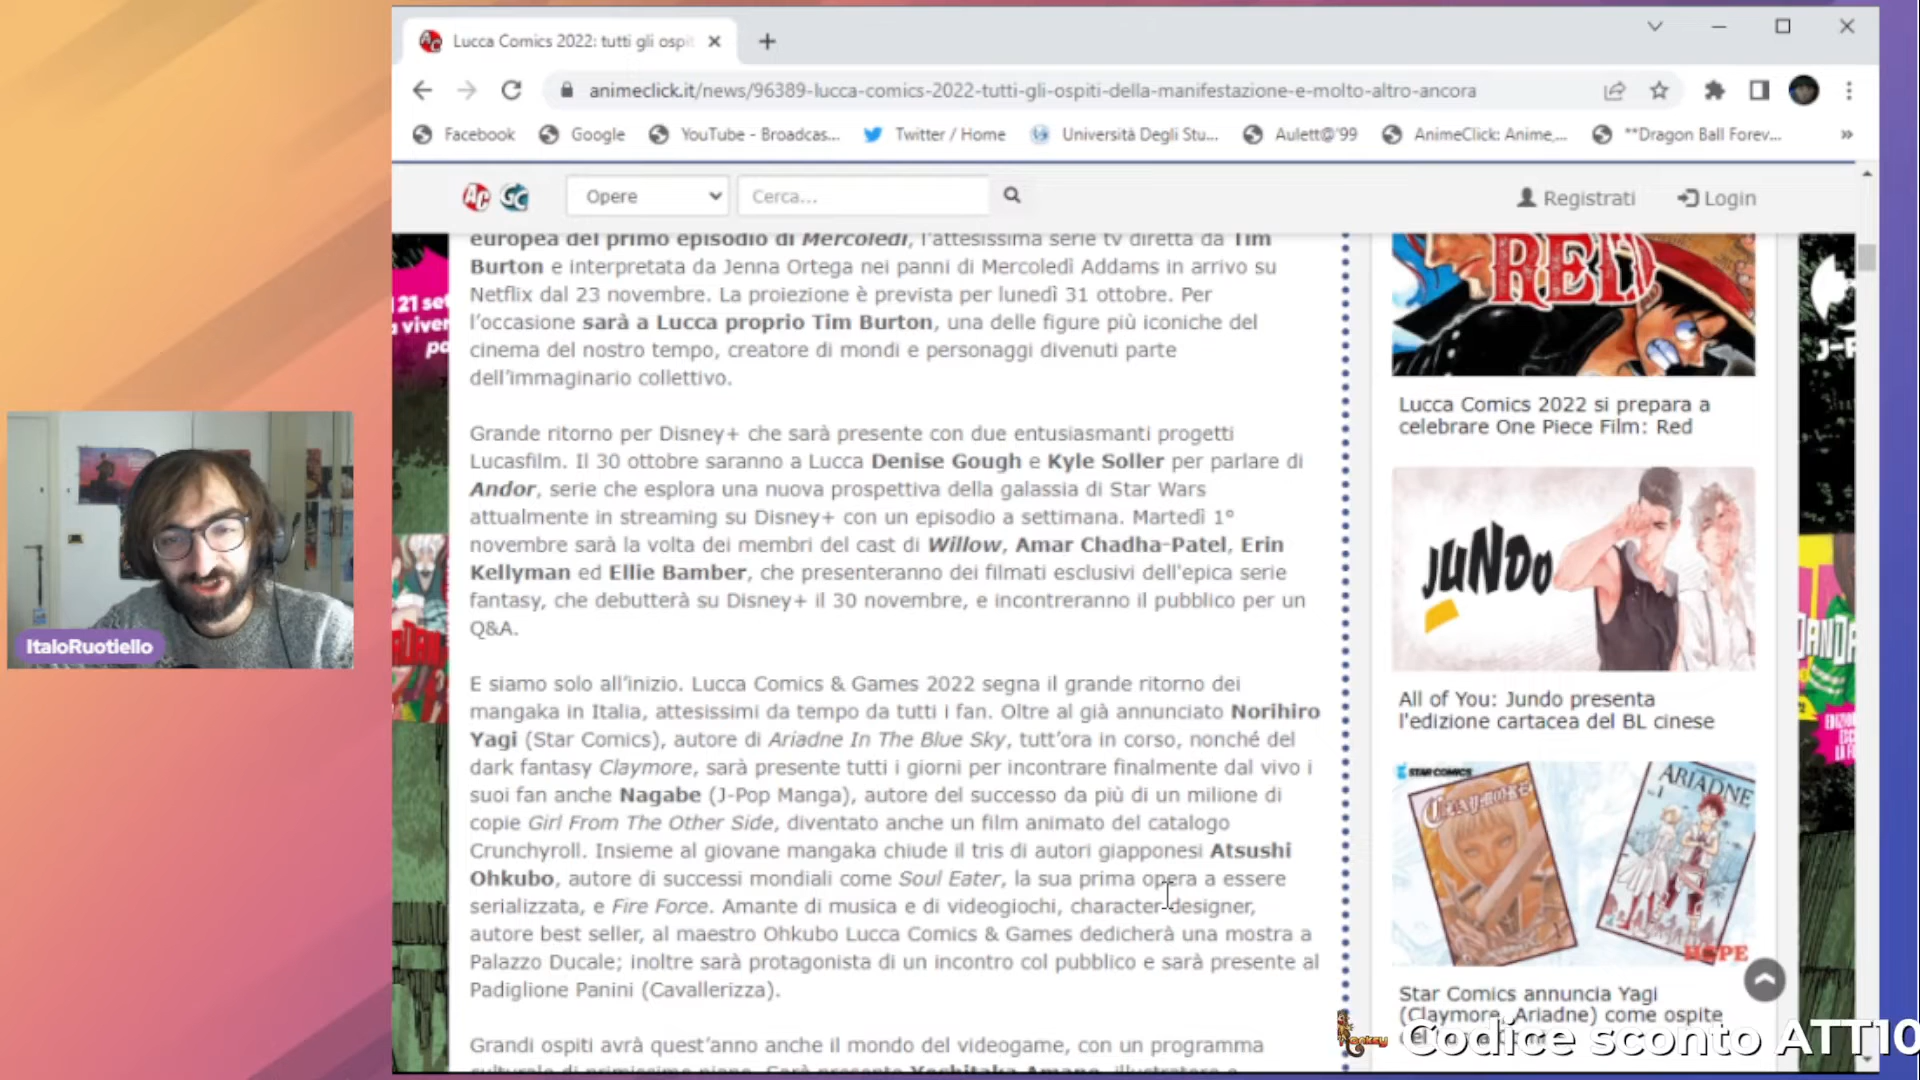 Lucca Comics 2022: tutti gli ospi
animeclick.it/news/96389-lucca-comics-2022-tutti-gli-ospiti-della-manifestazione-e-molto-altro-ancora
Facebook
Google
YouTube - Broadcas...
Twitter / Home
Università Degli Stu...
Aulett@'99
AnimeClick: Anime,...
**Dragon Ball Forev...
»
AC GC
Opere
Cerca...
Registrati
Login
europea del primo episodio di Mercoledì, l'attesissima serie tv diretta da Tim
Burton e interpretata da Jenna Ortega nei panni di Mercoledì Addams in arrivo su
Netflix dal 23 novembre. La proiezione è prevista per lunedì 31 ottobre. Per
l'occasione sarà a Lucca proprio Tim Burton, una delle figure più iconiche del
cinema del nostro tempo, creatore di mondi e personaggi divenuti parte
dell'immaginario collettivo.
Grande ritorno per Disney+ che sarà presente con due entusiasmanti progetti
Lucasfilm. Il 30 ottobre saranno a Lucca Denise Gough e Kyle Soller per parlare di
Andor, serie che esplora una nuova prospettiva della galassia di Star Wars
attualmente in streaming su Disney+ con un episodio a settimana. Martedì 1°
novembre sarà la volta dei membri del cast di Willow, Amar Chadha-Patel, Erin
Kellyman ed Ellie Bamber, che presenteranno dei filmati esclusivi dell'epica serie
fantasy, che debutterà su Disney+ il 30 novembre, e incontreranno il pubblico per un
Q&A.
E siamo solo all'inizio. Lucca Comics & Games 2022 segna il grande ritorno dei
mangaka in Italia, attesissimi da tempo da tutti i fan. Oltre al già annunciato Norihiro
Yagi (Star Comics), autore di Ariadne In The Blue Sky, tutt'ora in corso, nonché del
dark fantasy Claymore, sarà presente tutti i giorni per incontrare finalmente dal vivo i
suoi fan anche Nagabe (J-Pop Manga), autore del successo da più di un milione di
copie Girl From The Other Side, diventato anche un film animato del catalogo
Crunchyroll. Insieme al giovane mangaka chiude il tris di autori giapponesi Atsushi
Ohkubo, autore di successi mondiali come Soul Eater, la sua prima opera a essere
serializzata, e Fire Force. Amante di musica e di videogiochi, character designer,
autore best seller, al maestro Ohkubo Lucca Comics & Games dedicherà una mostra a
Palazzo Ducale; inoltre sarà protagonista di un incontro col pubblico e sarà presente al
Padiglione Panini (Cavallerizza).
Grandi ospiti avrà quest'anno anche il mondo del videogame, con un programma
culturale di primissimo piano. Sarà presente Yoshitaka Amano, illustratore e
RED
Lucca Comics 2022 si prepara a
celebrare One Piece Film: Red
JUNDO
All of You: Jundo presenta
l'edizione cartacea del BL cinese
STAR COMICS
CLAYMORE
ARIADNE
HOPE
Star Comics annuncia Yagi
(Claymore, Ariadne) come ospite
ItaloRuotiello
21 set
a viver
Codice sconto ATT10